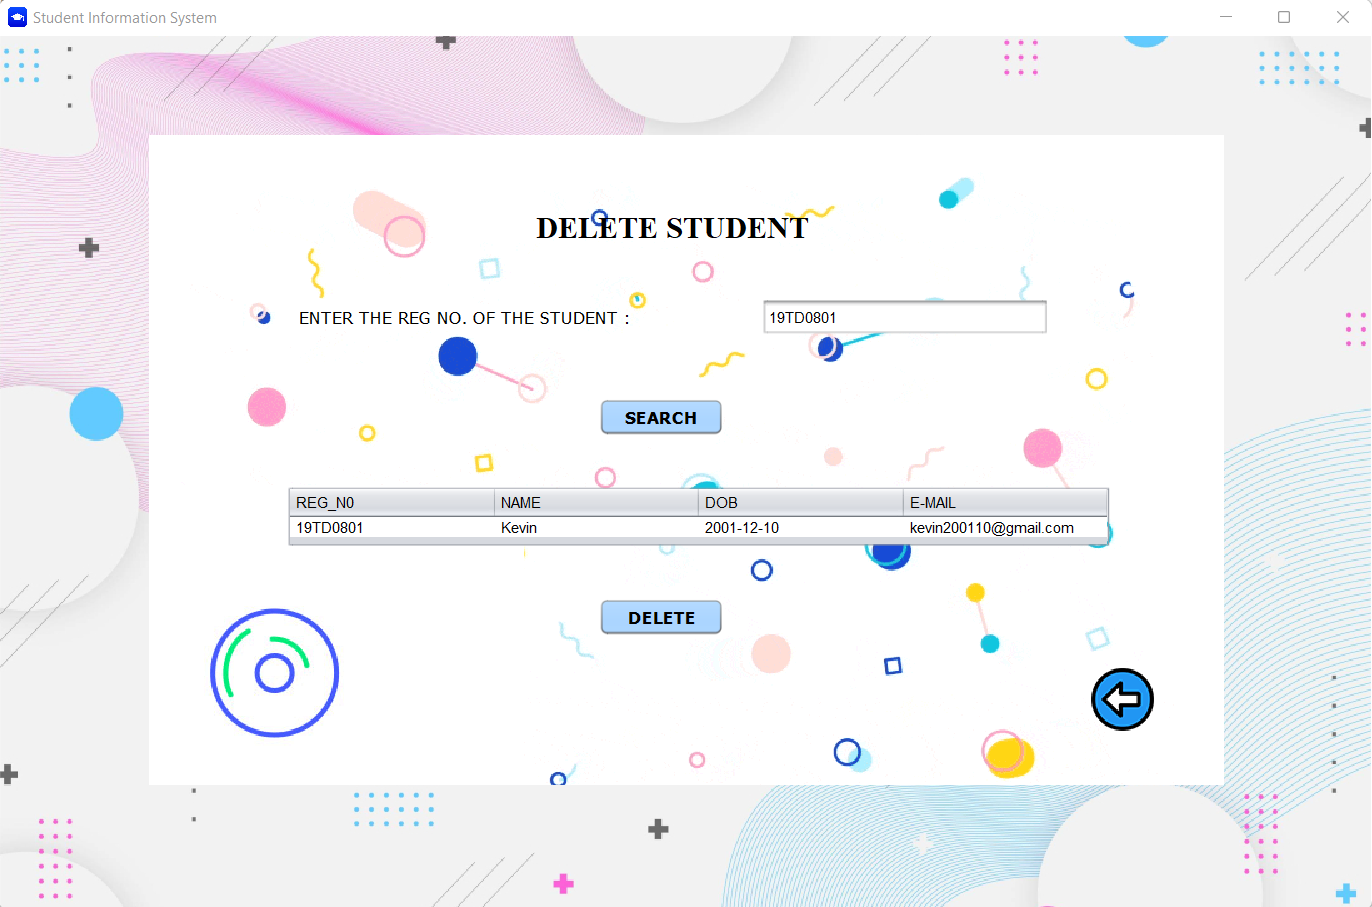 Student Information System
DELETE STUDENT
ENTER THE REG NO. OF THE STUDENT : 19TD0801
SEARCH
REG_N0 NAME DOB E-MAIL
19TD0801 Kevin 2001-12-10 kevin200110@gmail.com
DELETE